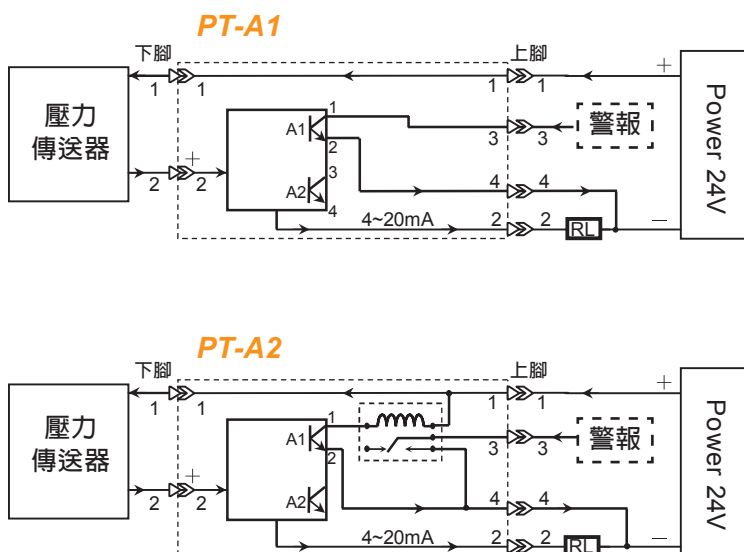 PT-A1
下腳 上腳
壓力
傳送器
1 1 1 1 +
Power 24V
A1 1
2
3 3 警報
2 + 2
A2 3
4
4 4
4~20mA 2 2 RL —
PT-A2
下腳 上腳
壓力
傳送器
1 1 1 1 +
Power 24V
A1 1
2
3 3 警報
2 + 2
A2
4 4
4~20mA 2 2 RL —